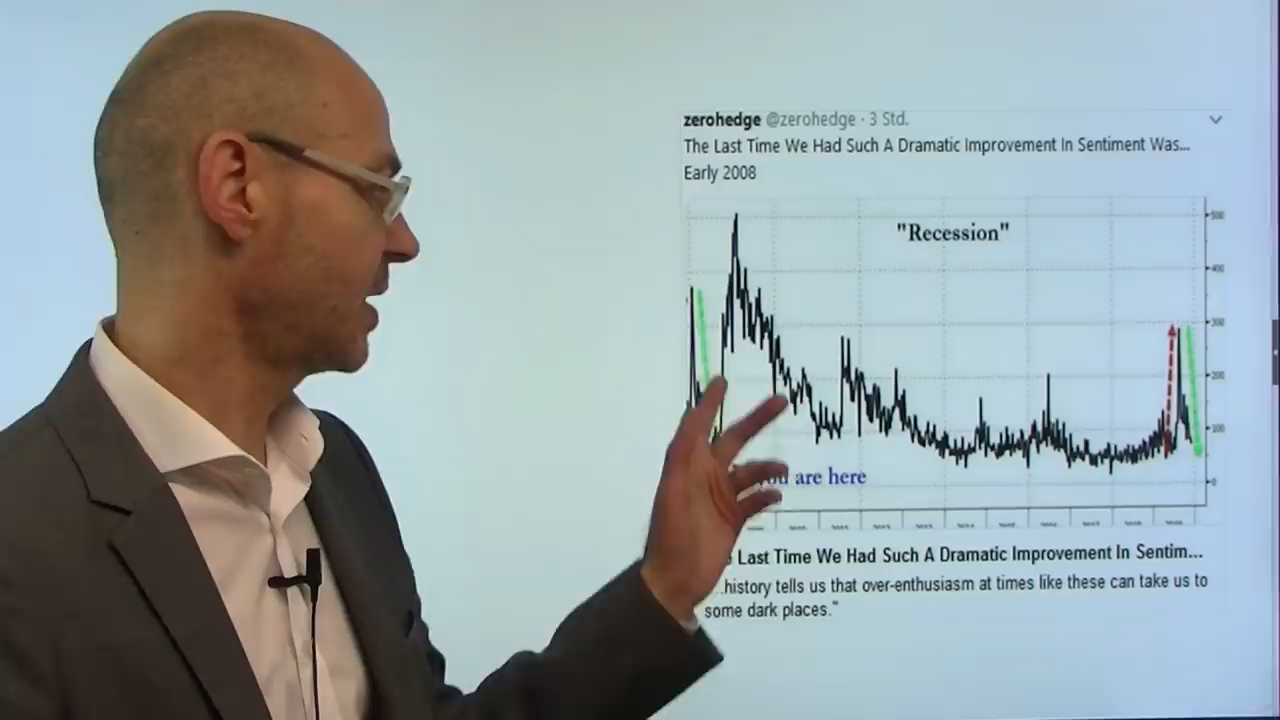 zerohedge @zerohedge · 3 Std.
The Last Time We Had Such A Dramatic Improvement In Sentiment Was...
Early 2008
"Recession"
500
400
300
200
100
0
are here
Last Time We Had Such A Dramatic Improvement In Sentim...
...history tells us that over-enthusiasm at times like these can take us to
some dark places."